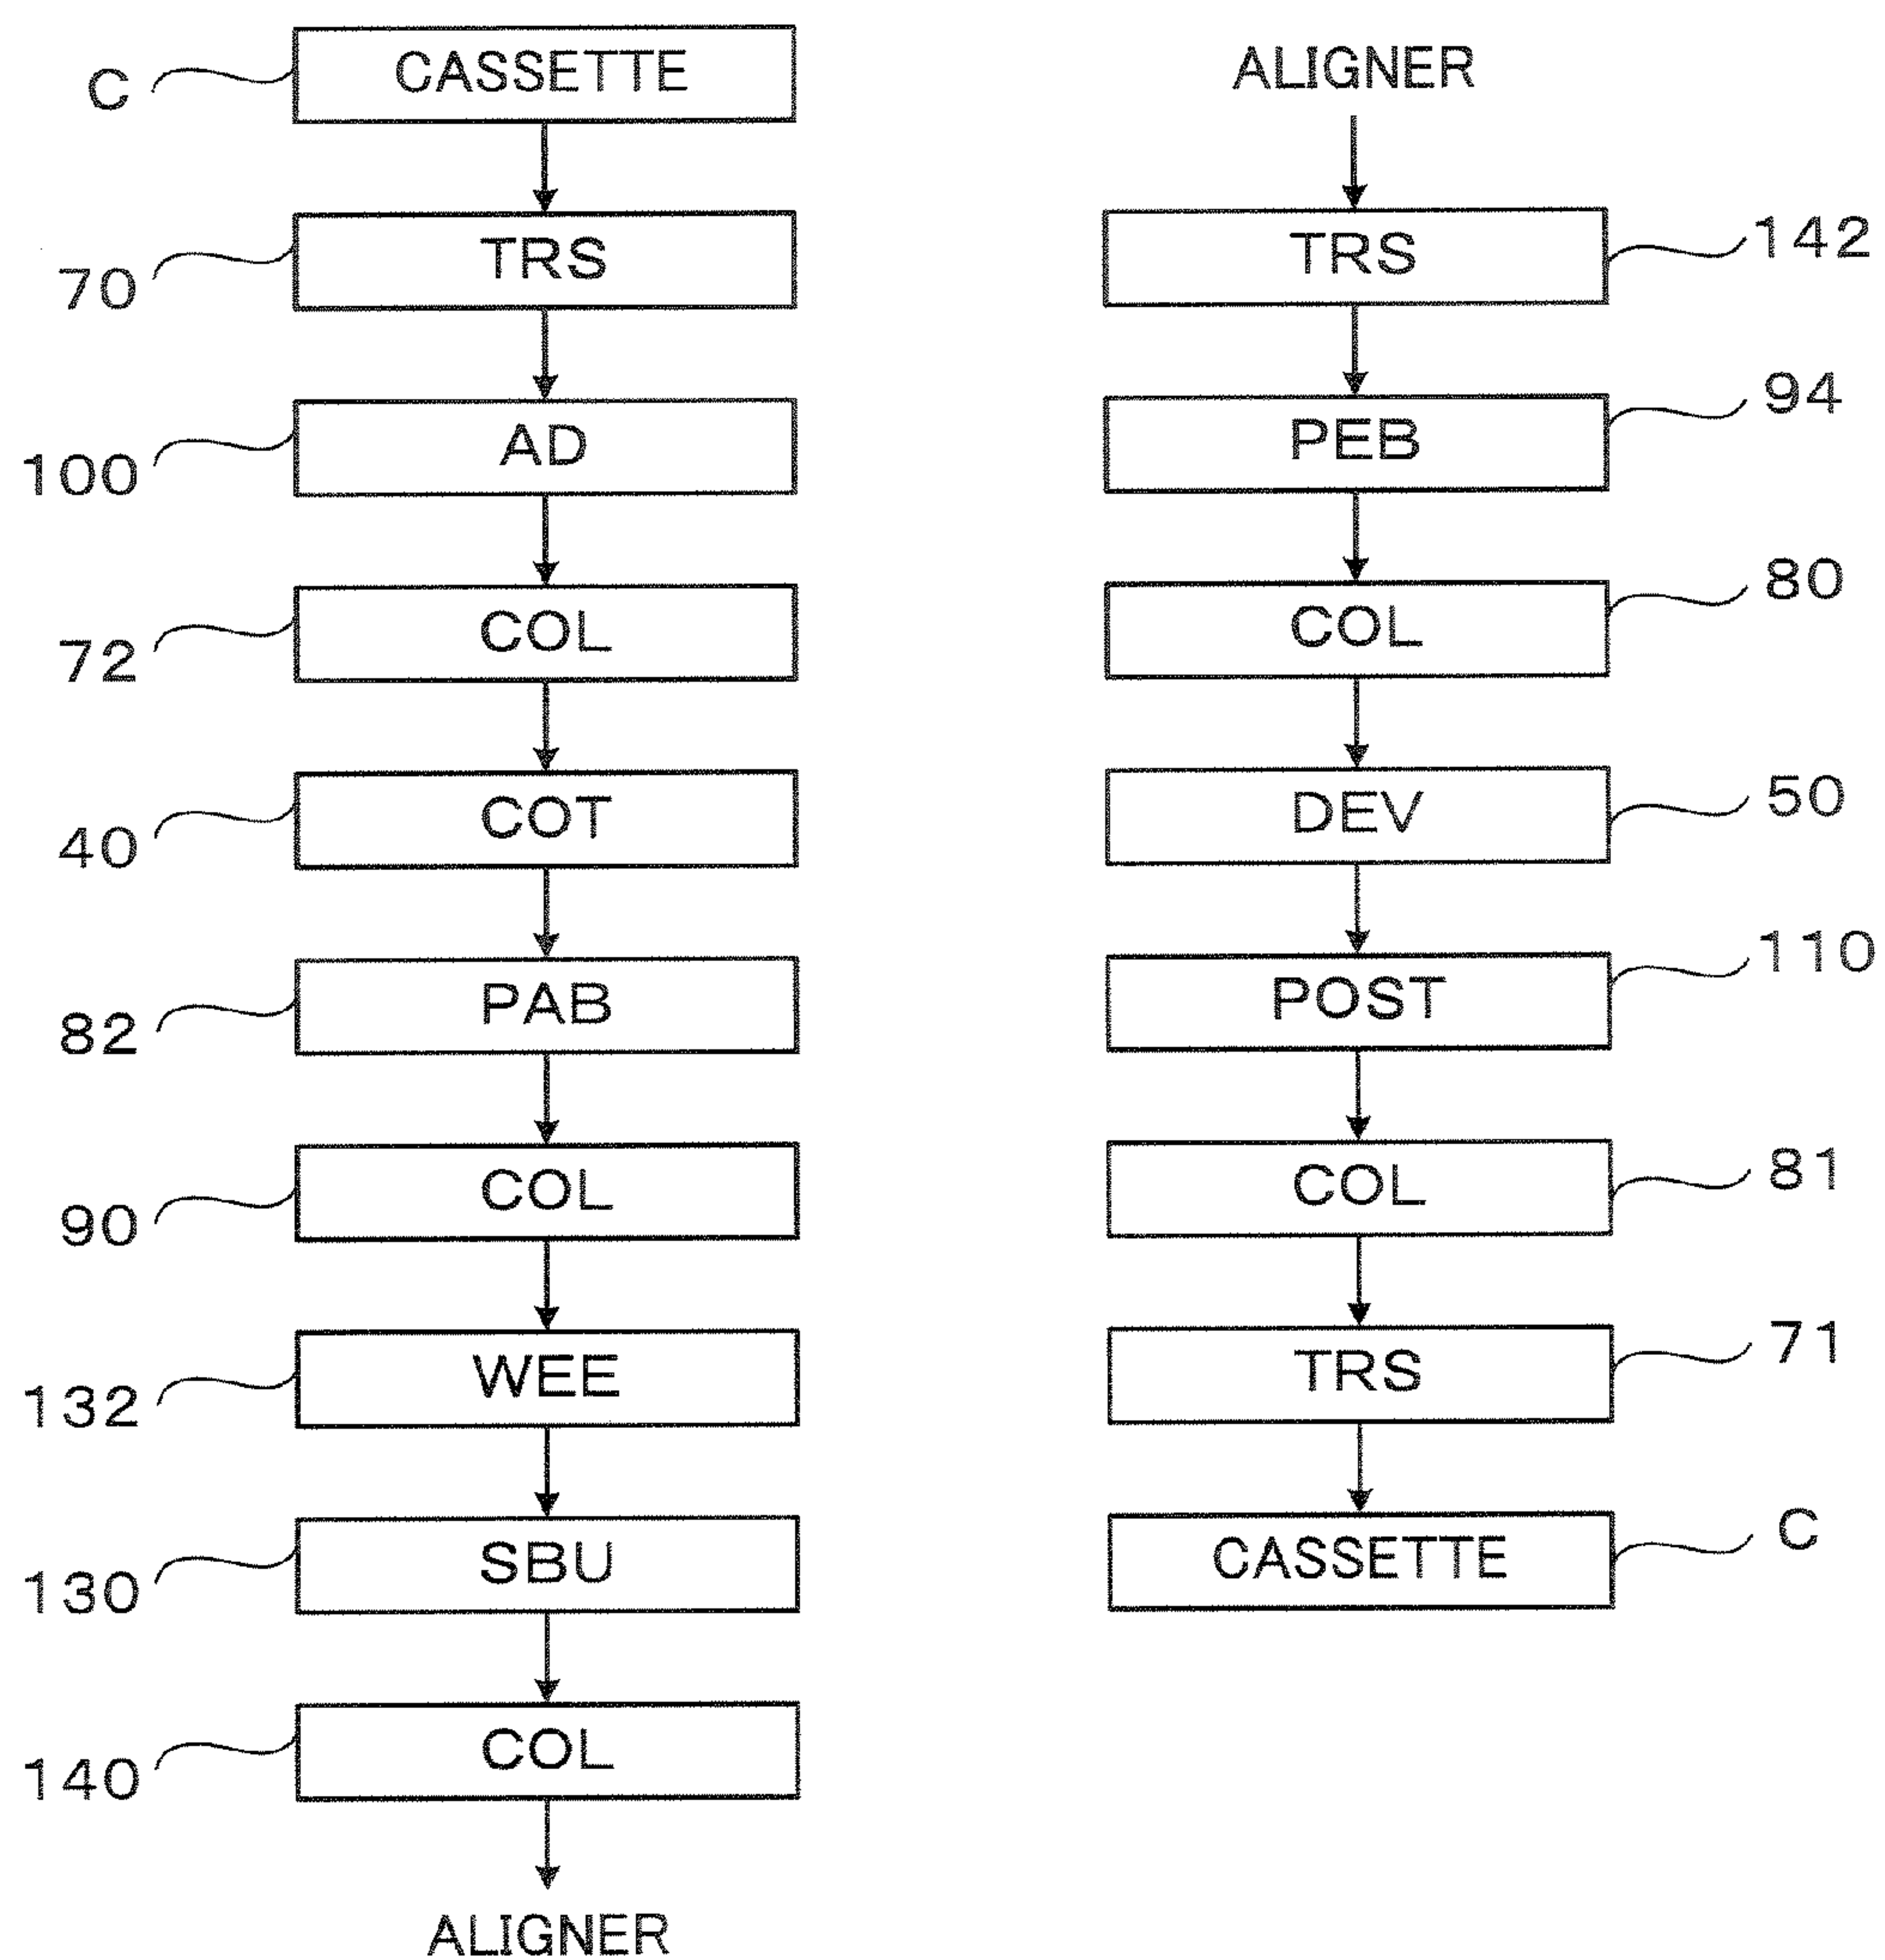 CASSETTE
C
TRS
70
AD
100
COL
72
COT
40
PAB
82
COL
90
WEE
132
SBU
130
COL
140
ALIGNER
ALIGNER
TRS
142
PEB
94
COL
80
DEV
50
POST
110
COL
81
TRS
71
CASSETTE
C